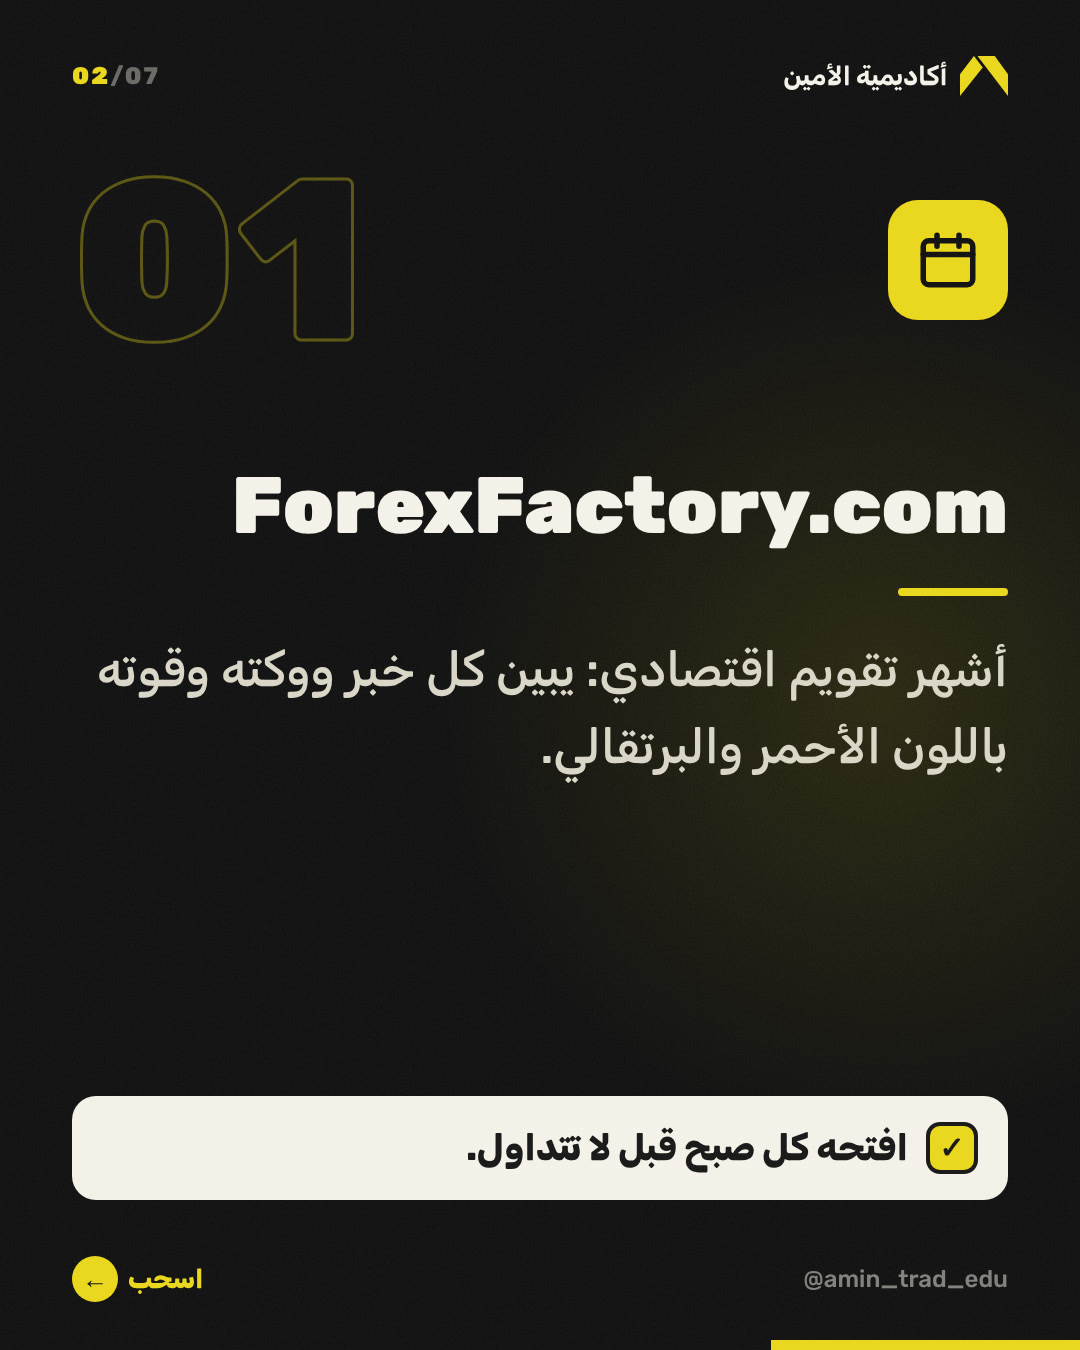 أكاديمية الأمين
02/07
01
ForexFactory.com
أشهر تقويم اقتصادي: يبين كل خبر ووكته وقوته
باللون الأحمر والبرتقالي.
✓ افتحه كل صبح قبل لا تتداول.
@amin_trad_edu
اسحب ←